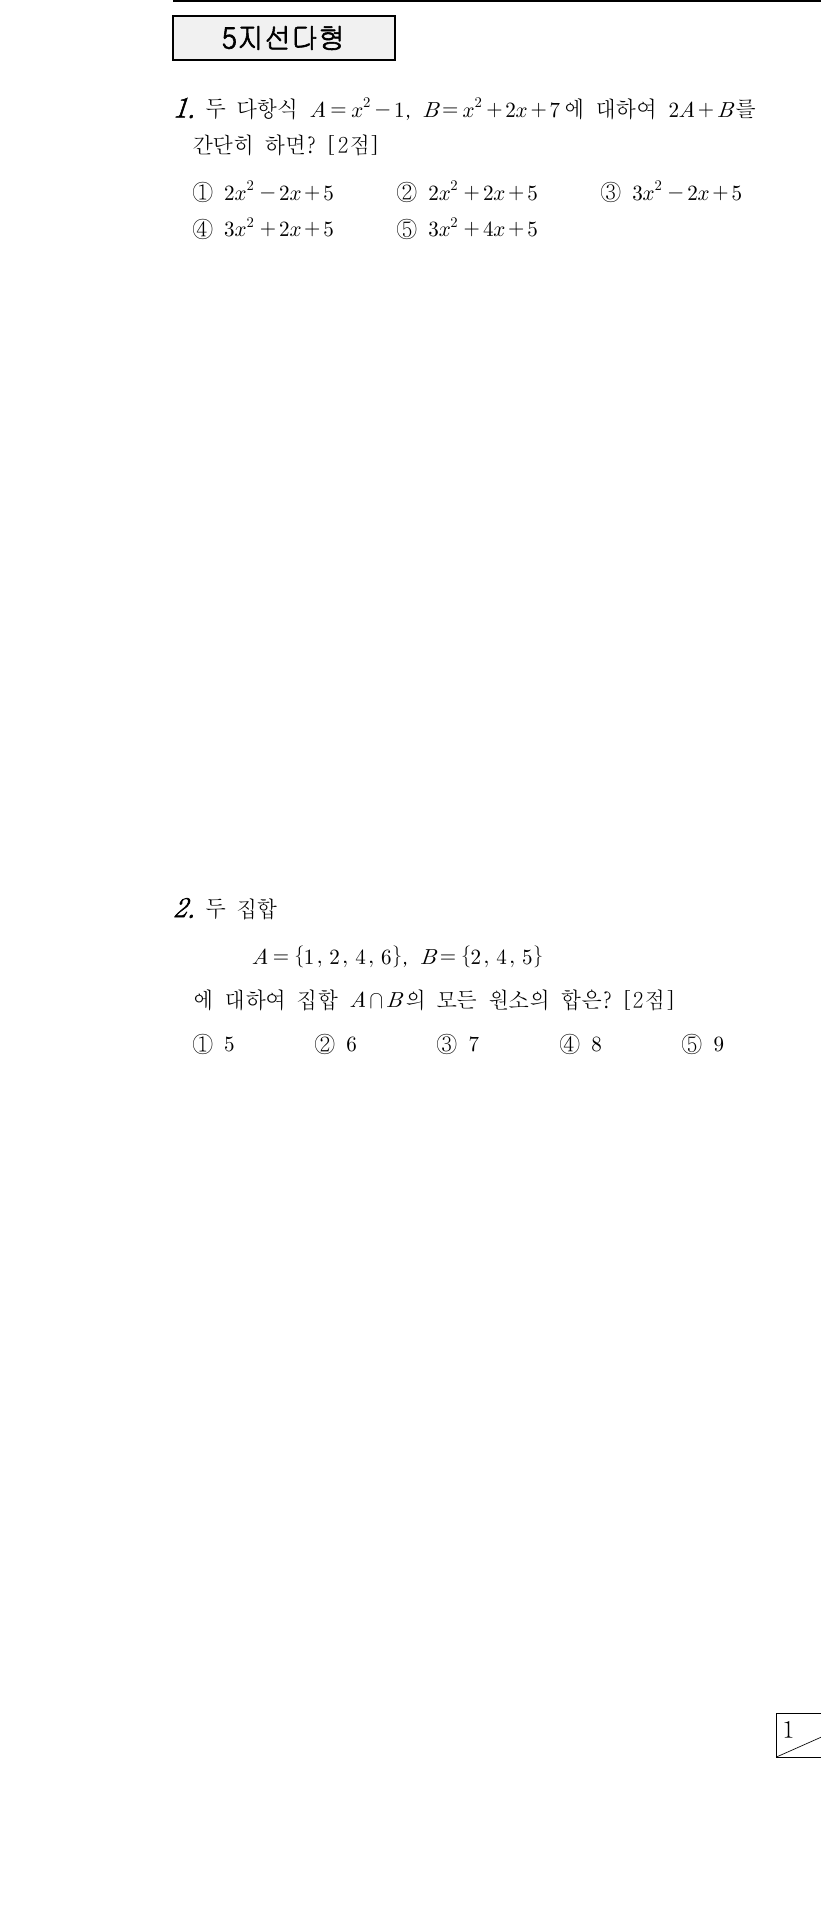 5지선다형
1. 두 다항식 A=x²-1, B=x²+2x+7에 대하여 2A+B를
간단히 하면? [2점]
① 2x²-2x+5 ② 2x²+2x+5 ③ 3x²-2x+5
④ 3x²+2x+5 ⑤ 3x²+4x+5
2. 두 집합
A={1, 2, 4, 6}, B={2, 4, 5}
에 대하여 집합 A∩B의 모든 원소의 합은? [2점]
① 5 ② 6 ③ 7 ④ 8 ⑤ 9
1